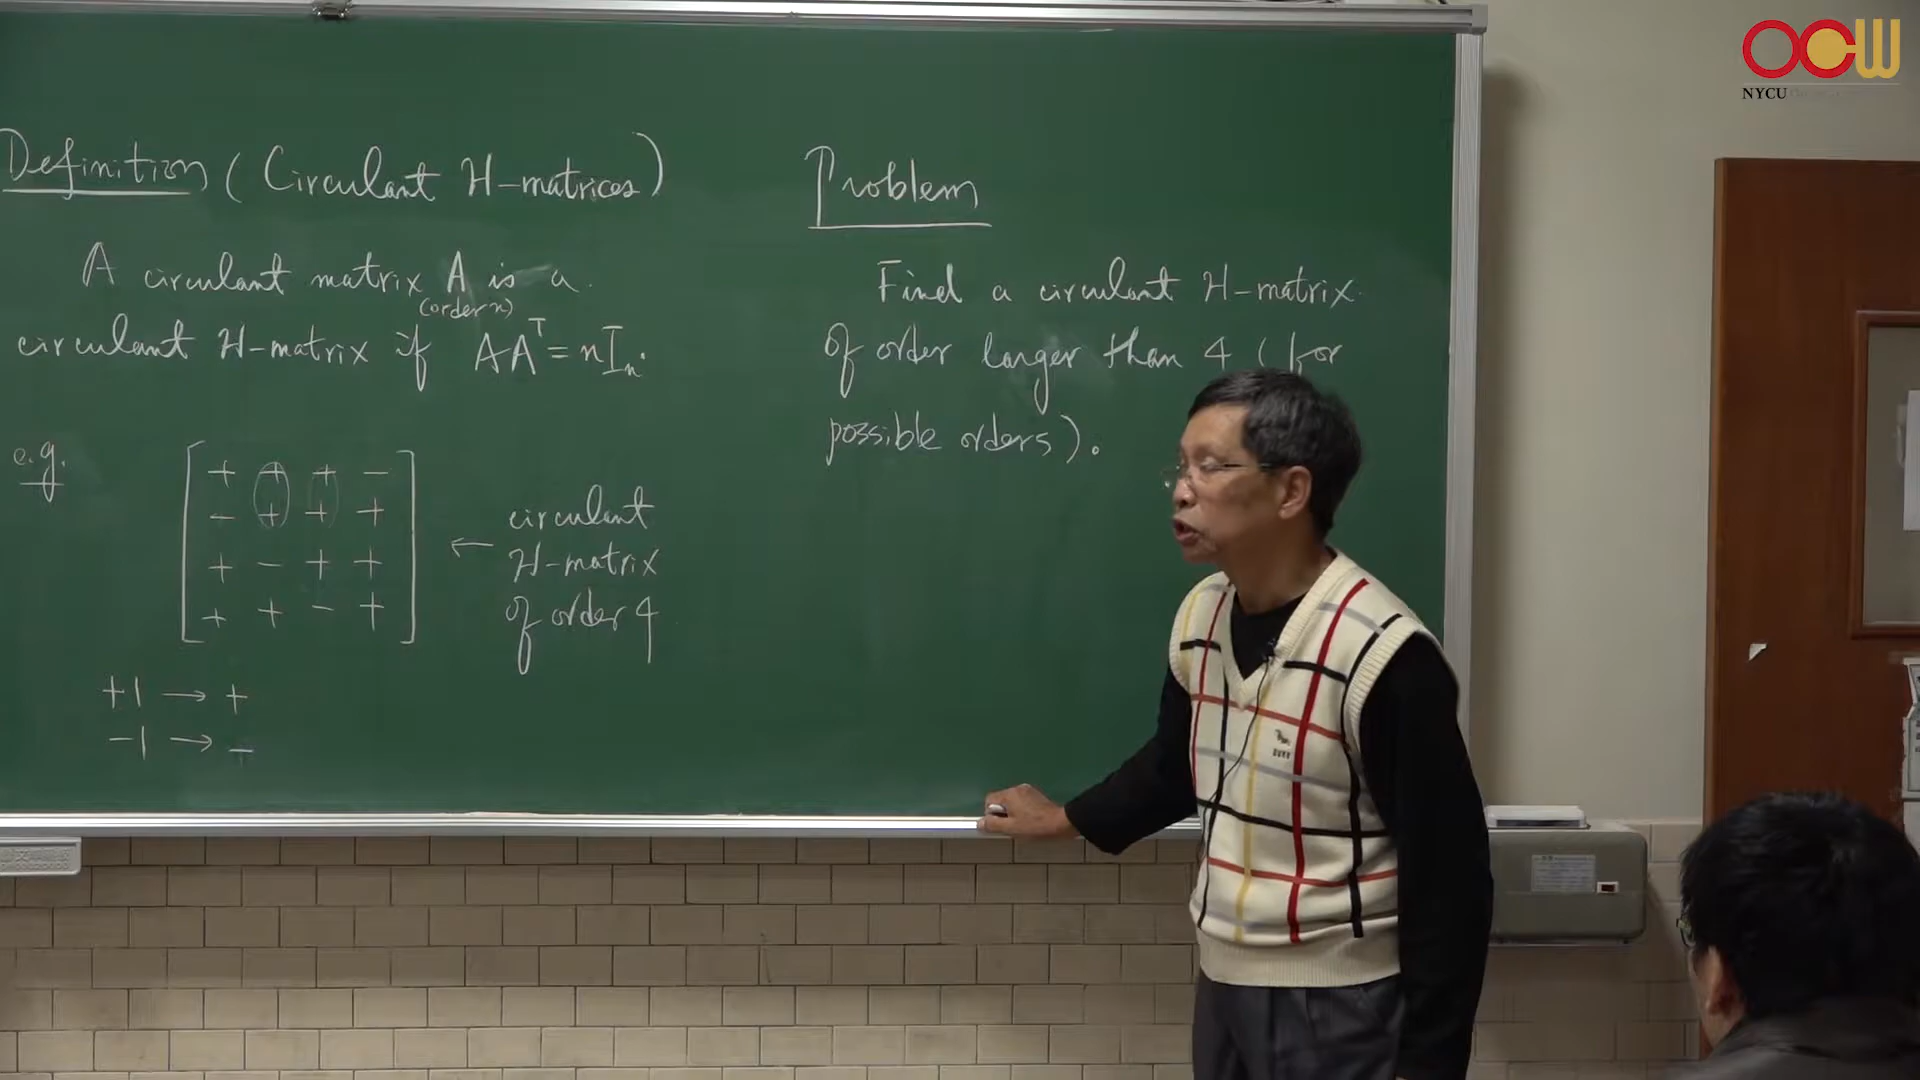 Definition (Circulant H-matrices)
A circulant matrix A is a
(order n)
circulant H-matrix if AAᵀ = nIₙ.
e.g.
+ + + -
- + + +
+ - + +
+ + - +
← circulant
H-matrix
of order 4
+1 → +
-1 → -
Problem
Find a circulant H-matrix
of order larger than 4 (for
possible orders).
OCW
NYCU